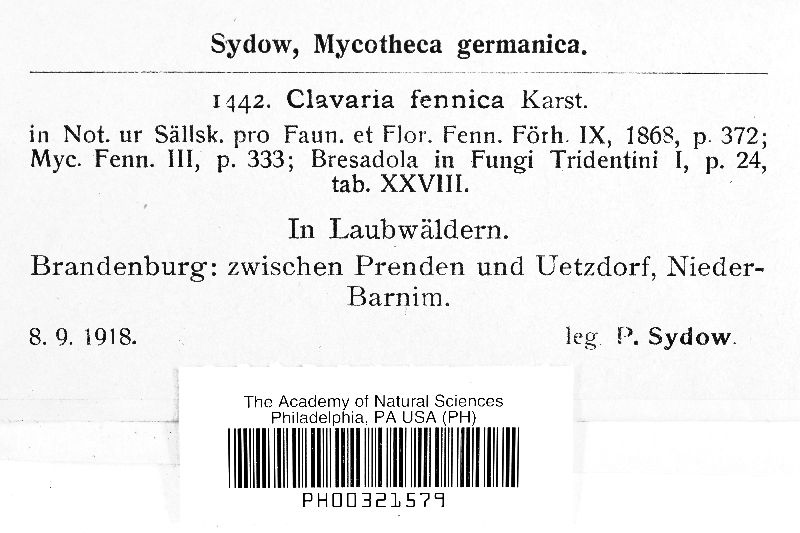 Sydow, Mycotheca germanica.
1442. Clavaria fennica Karst.
in Not. ur Sällsk. pro Faun. et Flor. Fenn. Förh. IX, 1868, p. 372;
Myc. Fenn. III, p. 333; Bresadola in Fungi Tridentini I, p. 24,
tab. XXVIII.
In Laubwäldern.
Brandenburg: zwischen Prenden und Uetzdorf, Nieder-
Barnim.
8. 9. 1918. leg. P. Sydow.
The Academy of Natural Sciences
Philadelphia, PA USA (PH)
PH00321579